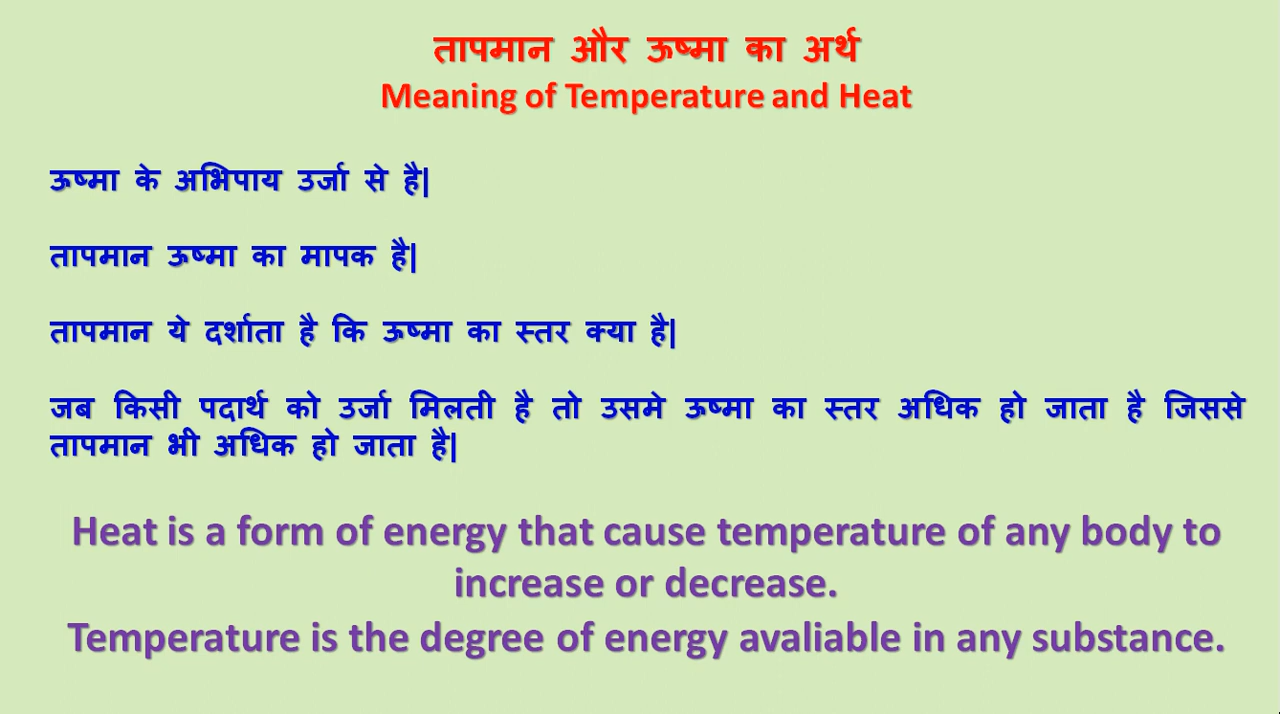 तापमान और ऊष्मा का अर्थ
Meaning of Temperature and Heat
ऊष्मा के अभिपाय उर्जा से है|
तापमान ऊष्मा का मापक है|
तापमान ये दर्शाता है कि ऊष्मा का स्तर क्या है|
जब किसी पदार्थ को उर्जा मिलती है तो उसमे ऊष्मा का स्तर अधिक हो जाता है जिससे
तापमान भी अधिक हो जाता है|
Heat is a form of energy that cause temperature of any body to
increase or decrease.
Temperature is the degree of energy avaliable in any substance.